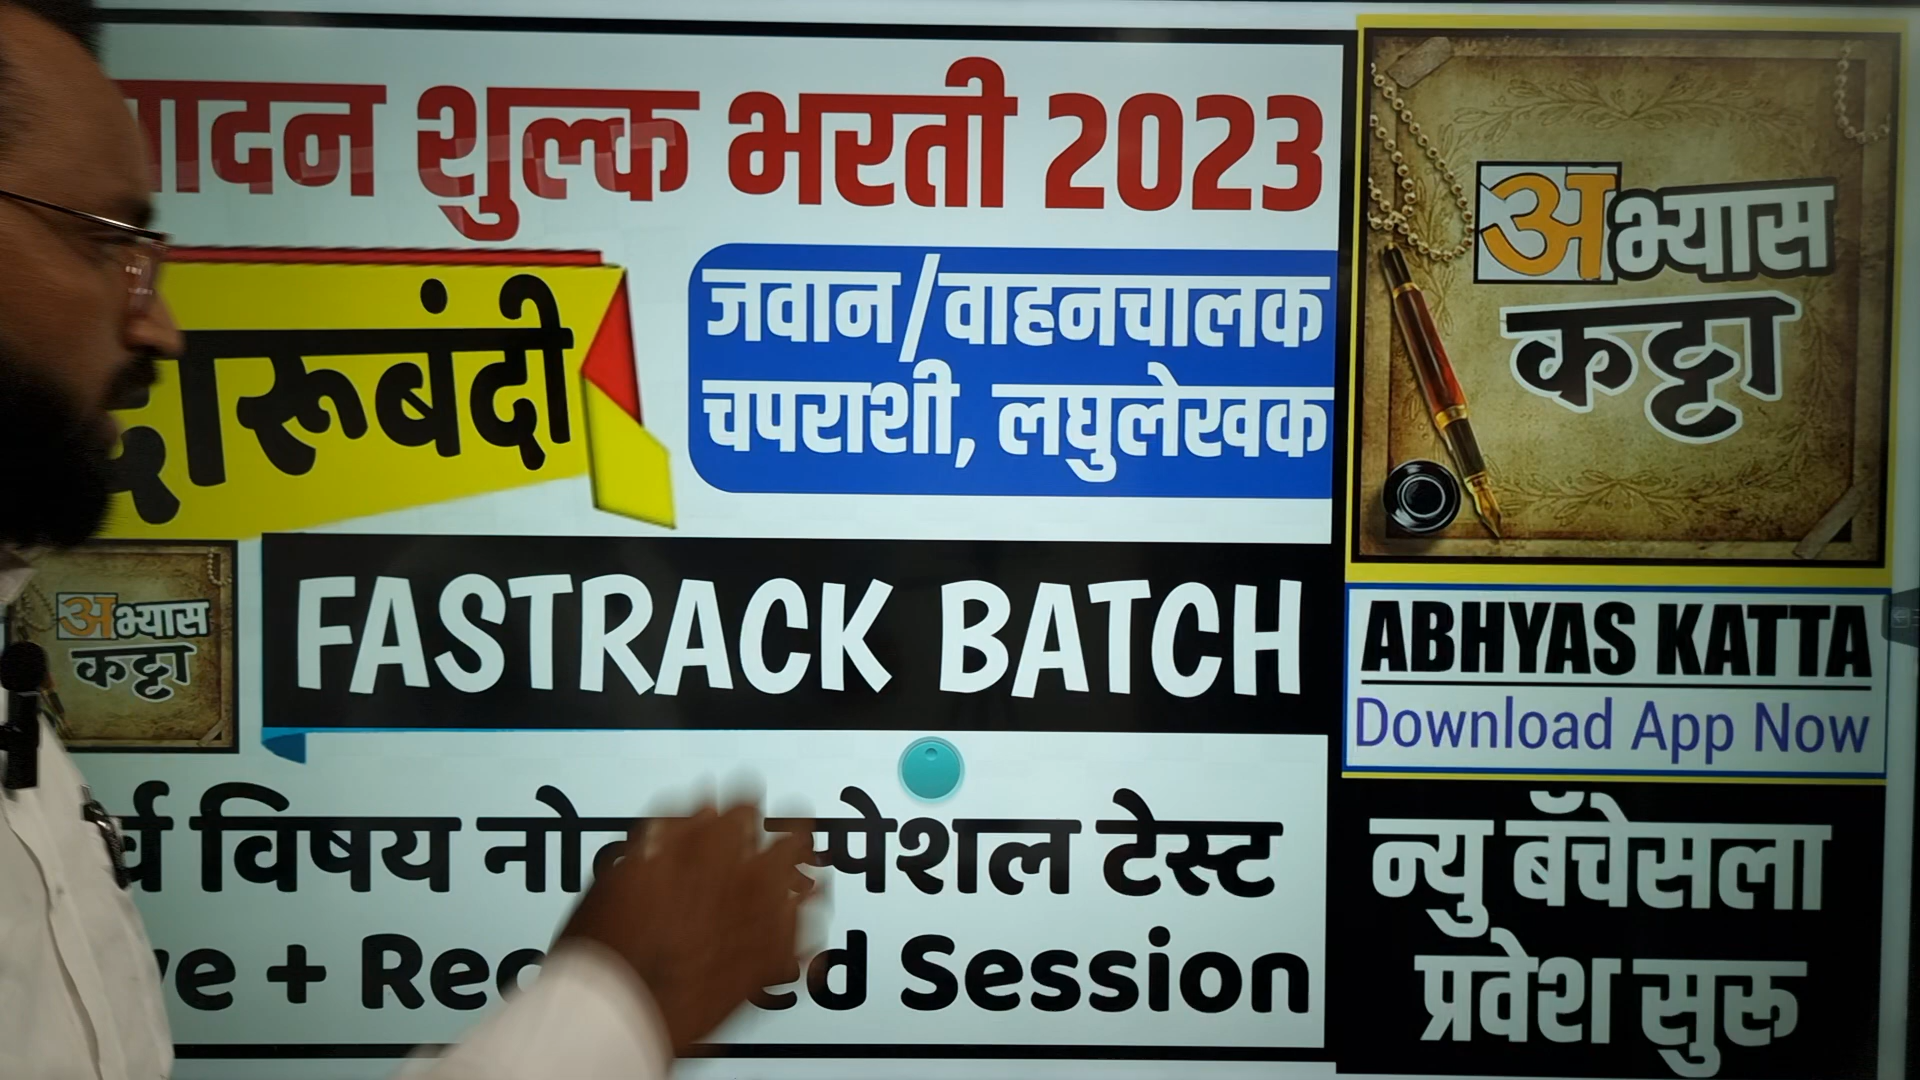 शुल्क भरती 2023
दारूबंदी
जवान/वाहनचालक
चपराशी, लघुलेखक
अभ्यास
कट्टा
FASTRACK BATCH
अभ्यास
कट्टा
ABHYAS KATTA
Download App Now
विषय स्पेशल टेस्ट
+ Session
न्यु बॅचेसला
प्रवेश सुरू